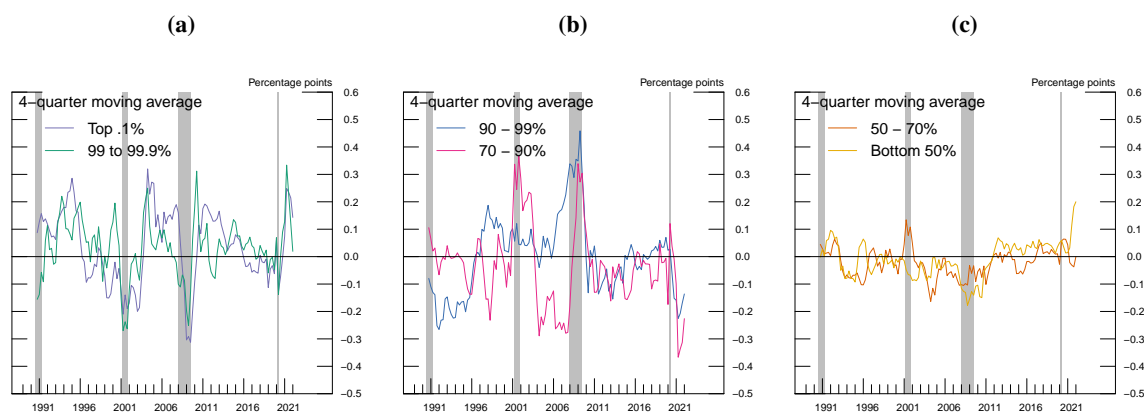 (a)
Percentage points
4−quarter moving average
Top .1%
99 to 99.9%
0.6
0.5
0.4
0.3
0.2
0.1
0.0
−0.1
−0.2
−0.3
−0.4
−0.5
1991 1996 2001 2006 2011 2016 2021
(b)
Percentage points
4−quarter moving average
90 − 99%
70 − 90%
0.6
0.5
0.4
0.3
0.2
0.1
0.0
−0.1
−0.2
−0.3
−0.4
−0.5
1991 1996 2001 2006 2011 2016 2021
(c)
Percentage points
4−quarter moving average
50 − 70%
Bottom 50%
0.6
0.5
0.4
0.3
0.2
0.1
0.0
−0.1
−0.2
−0.3
−0.4
−0.5
1991 1996 2001 2006 2011 2016 2021